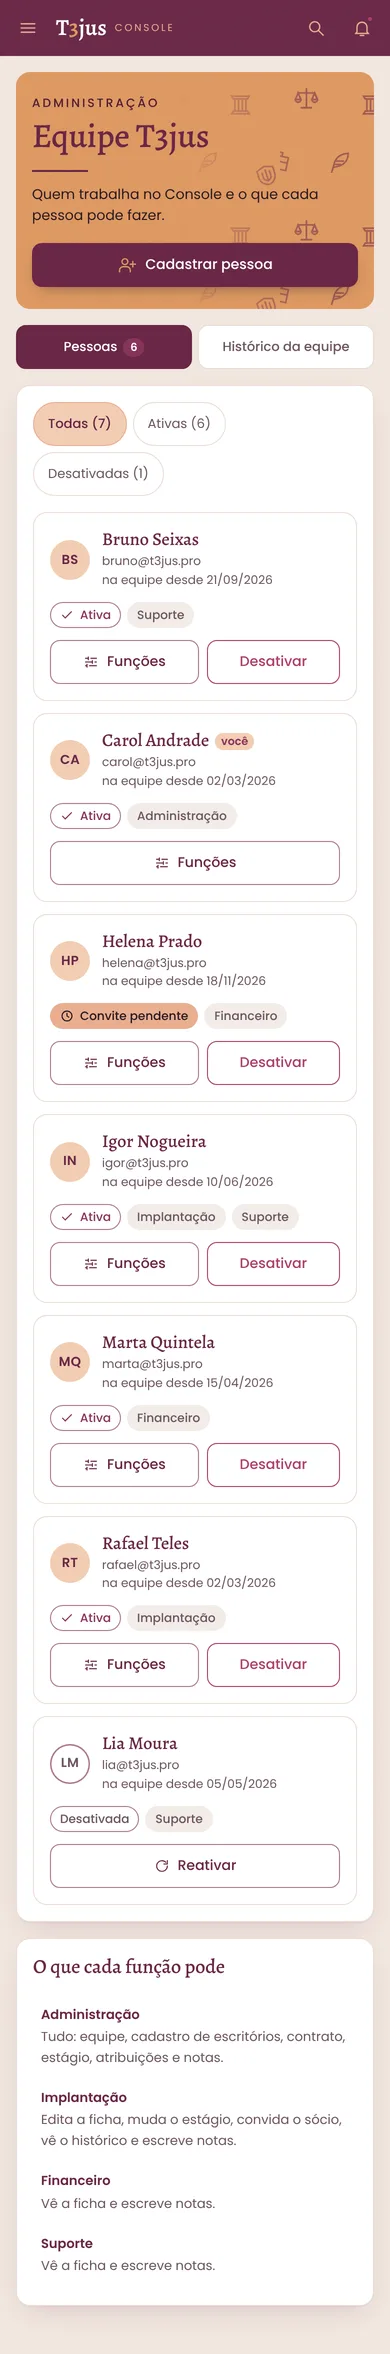 T3jus CONSOLE
ADMINISTRAÇÃO
Equipe T3jus
Quem trabalha no Console e o que cada
pessoa pode fazer.
Cadastrar pessoa
Pessoas 6
Histórico da equipe
Todas (7)
Ativas (6)
Desativadas (1)
BS
Bruno Seixas
bruno@t3jus.pro
na equipe desde 21/09/2026
Ativa
Suporte
Funções
Desativar
CA
Carol Andrade você
carol@t3jus.pro
na equipe desde 02/03/2026
Ativa
Administração
Funções
HP
Helena Prado
helena@t3jus.pro
na equipe desde 18/11/2026
Convite pendente
Financeiro
Funções
Desativar
IN
Igor Nogueira
igor@t3jus.pro
na equipe desde 10/06/2026
Ativa
Implantação
Suporte
Funções
Desativar
MQ
Marta Quintela
marta@t3jus.pro
na equipe desde 15/04/2026
Ativa
Financeiro
Funções
Desativar
RT
Rafael Teles
rafael@t3jus.pro
na equipe desde 02/03/2026
Ativa
Implantação
Funções
Desativar
LM
Lia Moura
lia@t3jus.pro
na equipe desde 05/05/2026
Desativada
Suporte
Reativar
O que cada função pode
Administração
Tudo: equipe, cadastro de escritórios, contrato,
estágio, atribuições e notas.
Implantação
Edita a ficha, muda o estágio, convida o sócio,
vê o histórico e escreve notas.
Financeiro
Vê a ficha e escreve notas.
Suporte
Vê a ficha e escreve notas.